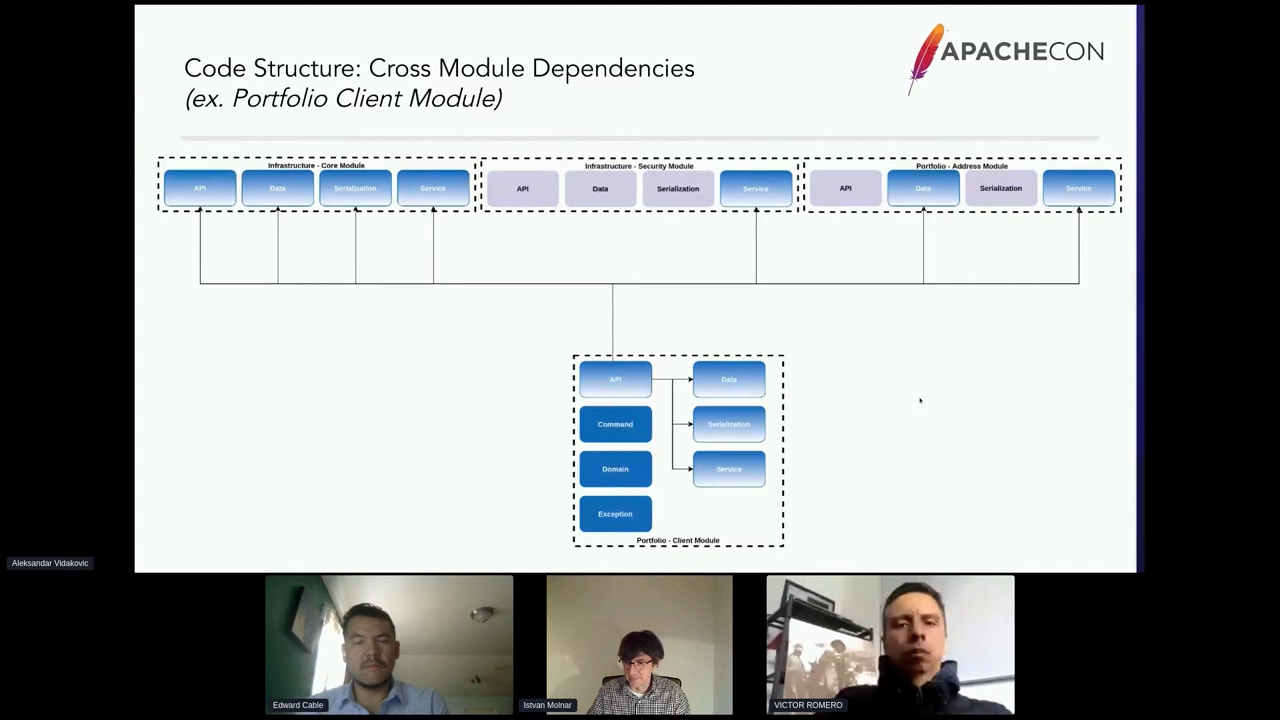 APACHECON
Code Structure: Cross Module Dependencies
(ex. Portfolio Client Module)
Infrastructure - Core Module
API
Data
Serialization
Service
Infrastructure - Security Module
API
Data
Serialization
Service
Portfolio - Address Module
API
Data
Serialization
Service
API
Data
Command
Serialization
Domain
Service
Exception
Portfolio - Client Module
Aleksandar Vidakovic
Edward Cable
Istvan Molnar
VICTOR ROMERO